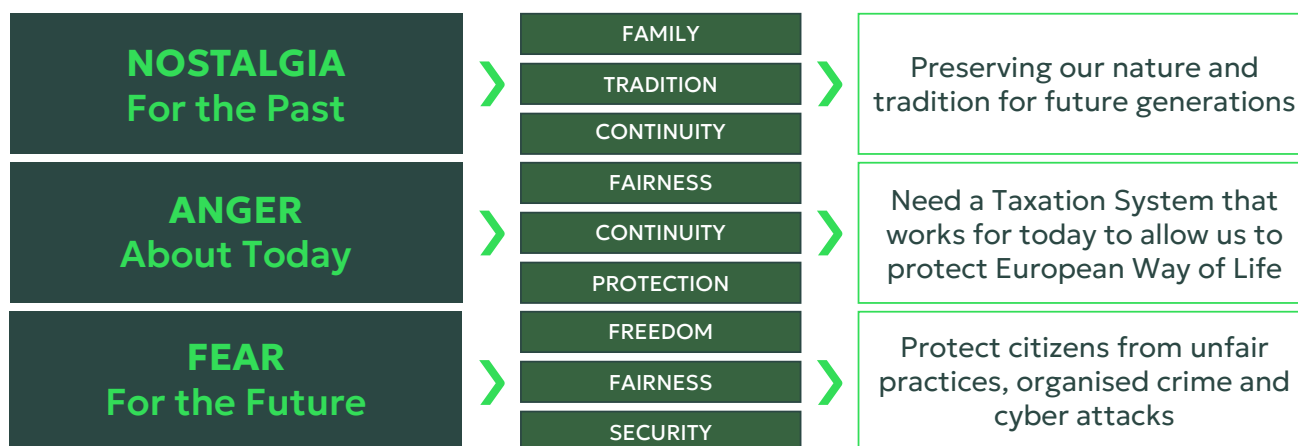 NOSTALGIA
For the Past
FAMILY
TRADITION
CONTINUITY
Preserving our nature and
tradition for future generations
ANGER
About Today
FAIRNESS
CONTINUITY
PROTECTION
Need a Taxation System that
works for today to allow us to
protect European Way of Life
FEAR
For the Future
FREEDOM
FAIRNESS
SECURITY
Protect citizens from unfair
practices, organised crime and
cyber attacks